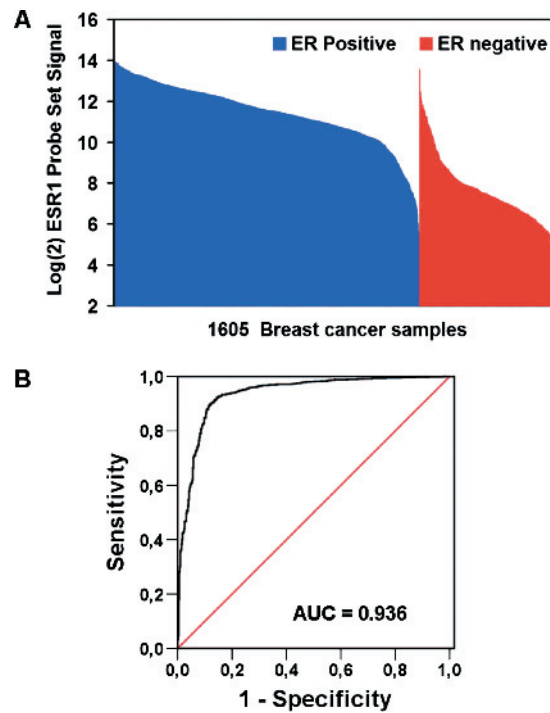 A
Log(2) ESR1 Probe Set Signal
16
14
12
10
8
6
4
2
ER Positive
ER negative
1605 Breast cancer samples
B
Sensitivity
1,0
0,8
0,6
0,4
0,2
0,0
AUC = 0.936
0,0 0,2 0,4 0,6 0,8 1,0
1 - Specificity